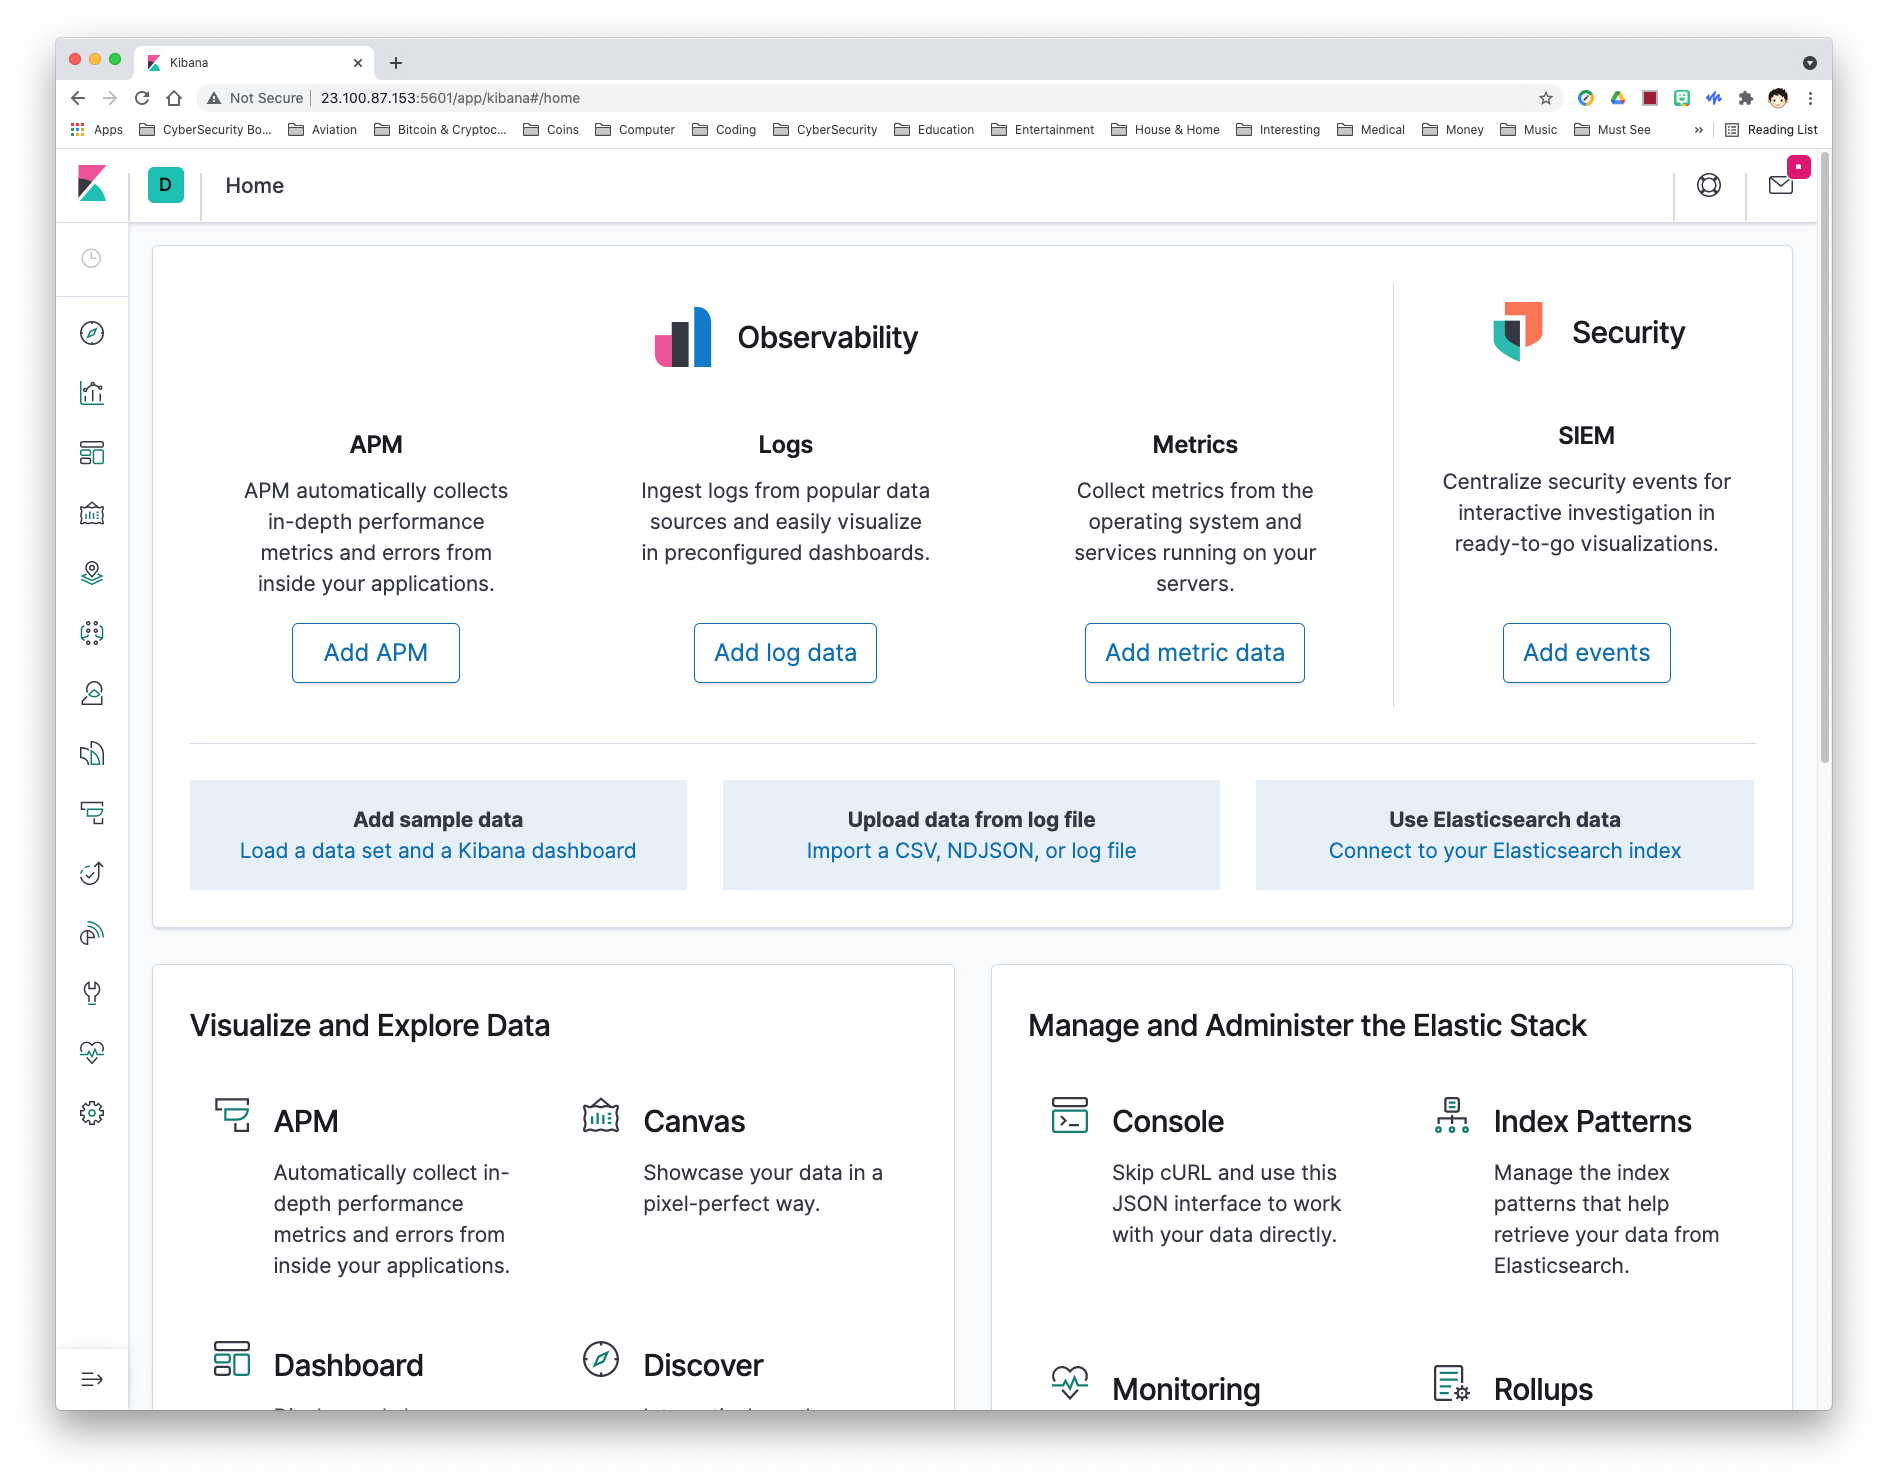 Kibana
Not Secure | 23.100.87.153:5601/app/kibana#/home
Apps CyberSecurity Bo... Aviation Bitcoin & Cryptoc... Coins Computer Coding CyberSecurity Education Entertainment House & Home Interesting Medical Money Music Must See » Reading List
D Home
Observability
Security
APM
APM automatically collects
in-depth performance
metrics and errors from
inside your applications.
Add APM
Logs
Ingest logs from popular data
sources and easily visualize
in preconfigured dashboards.
Add log data
Metrics
Collect metrics from the
operating system and
services running on your
servers.
Add metric data
SIEM
Centralize security events for
interactive investigation in
ready-to-go visualizations.
Add events
Add sample data
Load a data set and a Kibana dashboard
Upload data from log file
Import a CSV, NDJSON, or log file
Use Elasticsearch data
Connect to your Elasticsearch index
Visualize and Explore Data
APM
Automatically collect in-
depth performance
metrics and errors from
inside your applications.
Canvas
Showcase your data in a
pixel-perfect way.
Dashboard
Discover
Manage and Administer the Elastic Stack
Console
Skip cURL and use this
JSON interface to work
with your data directly.
Index Patterns
Manage the index
patterns that help
retrieve your data from
Elasticsearch.
Monitoring
Rollups